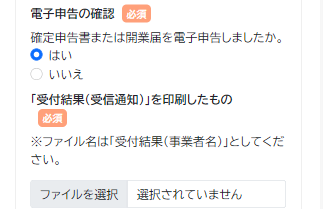 電子申告の確認 必須
確定申告書または開業届を電子申告しましたか。
はい
いいえ
「受付結果（受信通知）」を印刷したもの
必須
※ファイル名は「受付結果（事業者名）」としてくだ
さい。
ファイルを選択 選択されていません